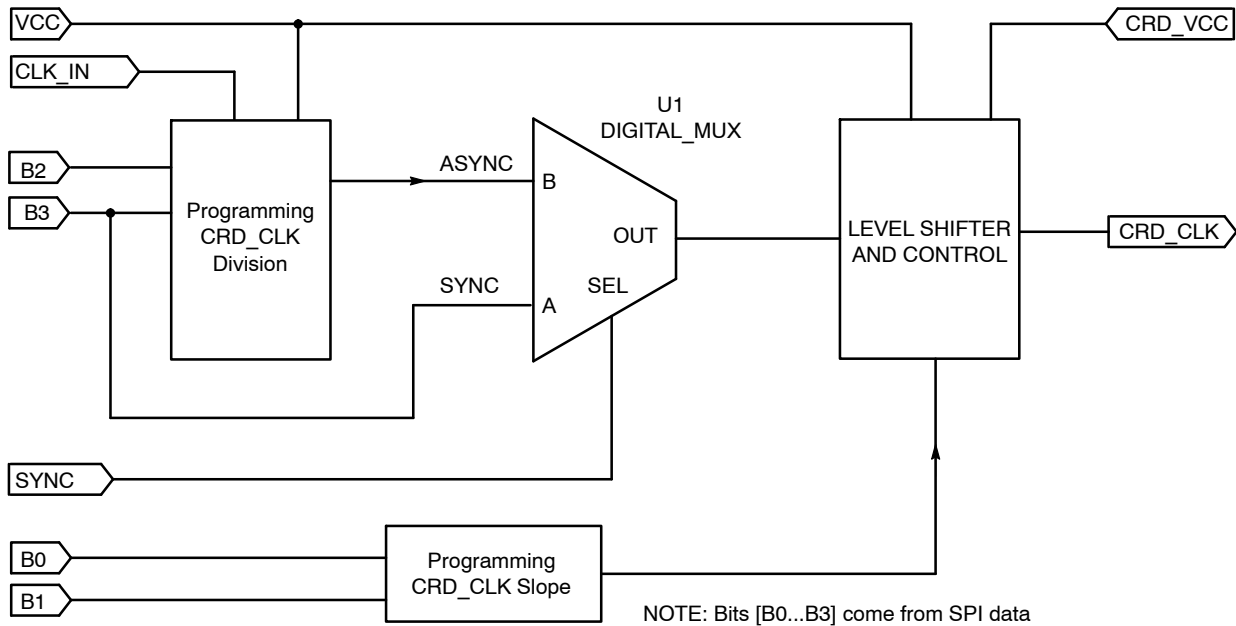 VCC
CRD_VCC
CLK_IN
U1
DIGITAL_MUX
B2
ASYNC
B
B3
Programming
CRD_CLK
Division
OUT
LEVEL SHIFTER
AND CONTROL
CRD_CLK
SYNC
SEL
A
SYNC
B0
B1
Programming
CRD_CLK Slope
NOTE: Bits [B0...B3] come from SPI data